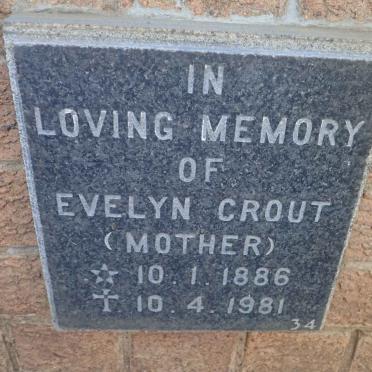 IN
LOVING MEMORY
OF
EVELYN CROUT
(MOTHER)
☆ 10.1.1886
✝ 10.4.1981
34